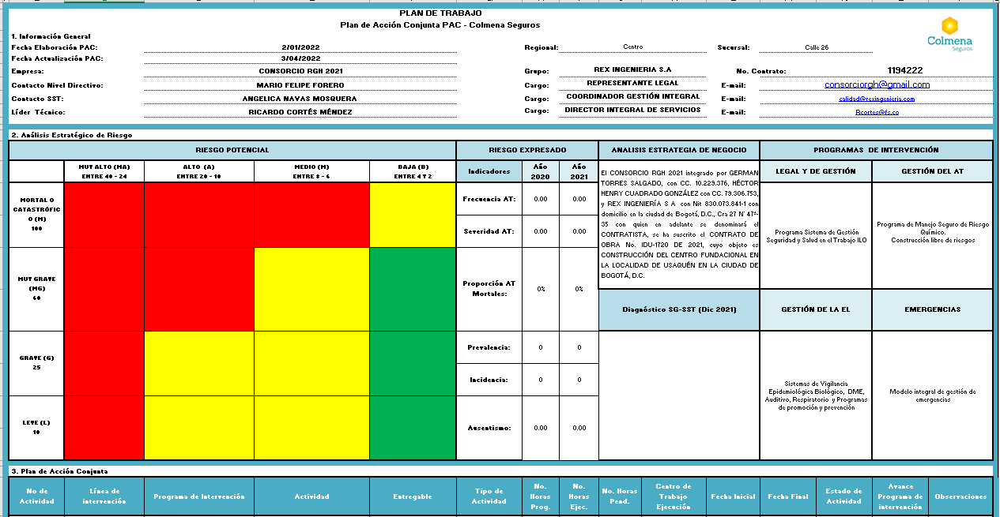 PLAN DE TRABAJO
Plan de Acción Conjunta PAC - Colmena Seguros
Colmena
Seguros
1. Información General
Fecha Elaboración PAC: 2/01/2022 Regional: Centro Sucursal: Calle 26
Fecha Actualización PAC: 3/04/2022
Empresa: CONSORCIO RGH 2021 Grupo: REX INGENIERIA S.A No. Contrato: 1194222
Contacto Nivel Directivo: MARIO FELIPE FORERO Cargo: REPRESENTANTE LEGAL E-mail: consorciorgh@gmail.com
Contacto SST: ANGELICA NAVAS MOSQUERA Cargo: COORDINADOR GESTIÓN INTEGRAL E-mail: calidad@rexingenieria.com
Líder Técnico: RICARDO CORTÉS MÉNDEZ Cargo: DIRECTOR INTEGRAL DE SERVICIOS E-mail: Rcortes@fs.co
2. Análisis Estratégico de Riesgo
RIESGO POTENCIAL RIESGO EXPRESADO ANALISIS ESTRATEGIA DE NEGOCIO PROGRAMAS DE INTERVENCIÓN
MUY ALTO (MA)
ENTRE 40 - 24
ALTO (A)
ENTRE 20 - 10
MEDIO (M)
ENTRE 8 - 6
BAJA (B)
ENTRE 4 Y 2
Indicadores
Año
2020
Año
2021
MORTAL O
CATASTRÓFIC
O (M)
100
MUY GRAVE
(MG)
60
GRAVE (G)
25
LEVE (L)
10
Frecuencia AT: 0.00 0.00
Severidad AT: 0.00 0.00
Proporción AT
Mortales: 0% 0%
Prevalencia: 0 0
Incidencia: 0 0
Ausentismo: 0.00 0.00
El CONSORCIO RGH 2021 integrado por GERMAN
TORRES SALGADO, con CC. 10.229.376, HÉCTOR
HENRY CUADRADO GONZÁLEZ con CC. 79.306.753,
y REX INGENIERÍA S A con Nit 830.073.841-1 con
domicilio en la ciudad de Bogotá, D.C., Cra 27 N° 47ª-
35 con quien en adelante se denominará el
CONTRATISTA, se ha suscrito el CONTRATO DE
OBRA No. IDU-1720 DE 2021, cuyo objeto es
CONSTRUCCIÓN DEL CENTRO FUNDACIONAL EN
LA LOCALIDAD DE USAQUÉN EN LA CIUDAD DE
BOGOTÁ, D.C.
Diagnóstico SG-SST (Dic 2021)
LEGAL Y DE GESTIÓN
Programa Sistema de Gestión
Seguridad y Salud en el Trabajo ILO
GESTIÓN DEL AT
Programa de Manejo Seguro de Riesgo
Químico.
Construcción libre de riesgos
GESTIÓN DE LA EL
Sistemas de Vigilancia
Epidemiológica Biológico, DME,
Auditivo, Respiratorio y Programas
de promoción y prevención
EMERGENCIAS
Modelo integral de gestión de
emergencias
3. Plan de Acción Conjunta
No de
Actividad
Línea de
intervención
Programa de Intervención
Actividad
Entregable
Tipo de
Actividad
No.
Horas
Prog.
No.
Horas
Ejec.
No. Horas
Pend.
Centro de
Trabajo
Ejecución
Fecha Inicial
Fecha Final
Estado de
Actividad
Avance
Programa de
intervención
Observaciones